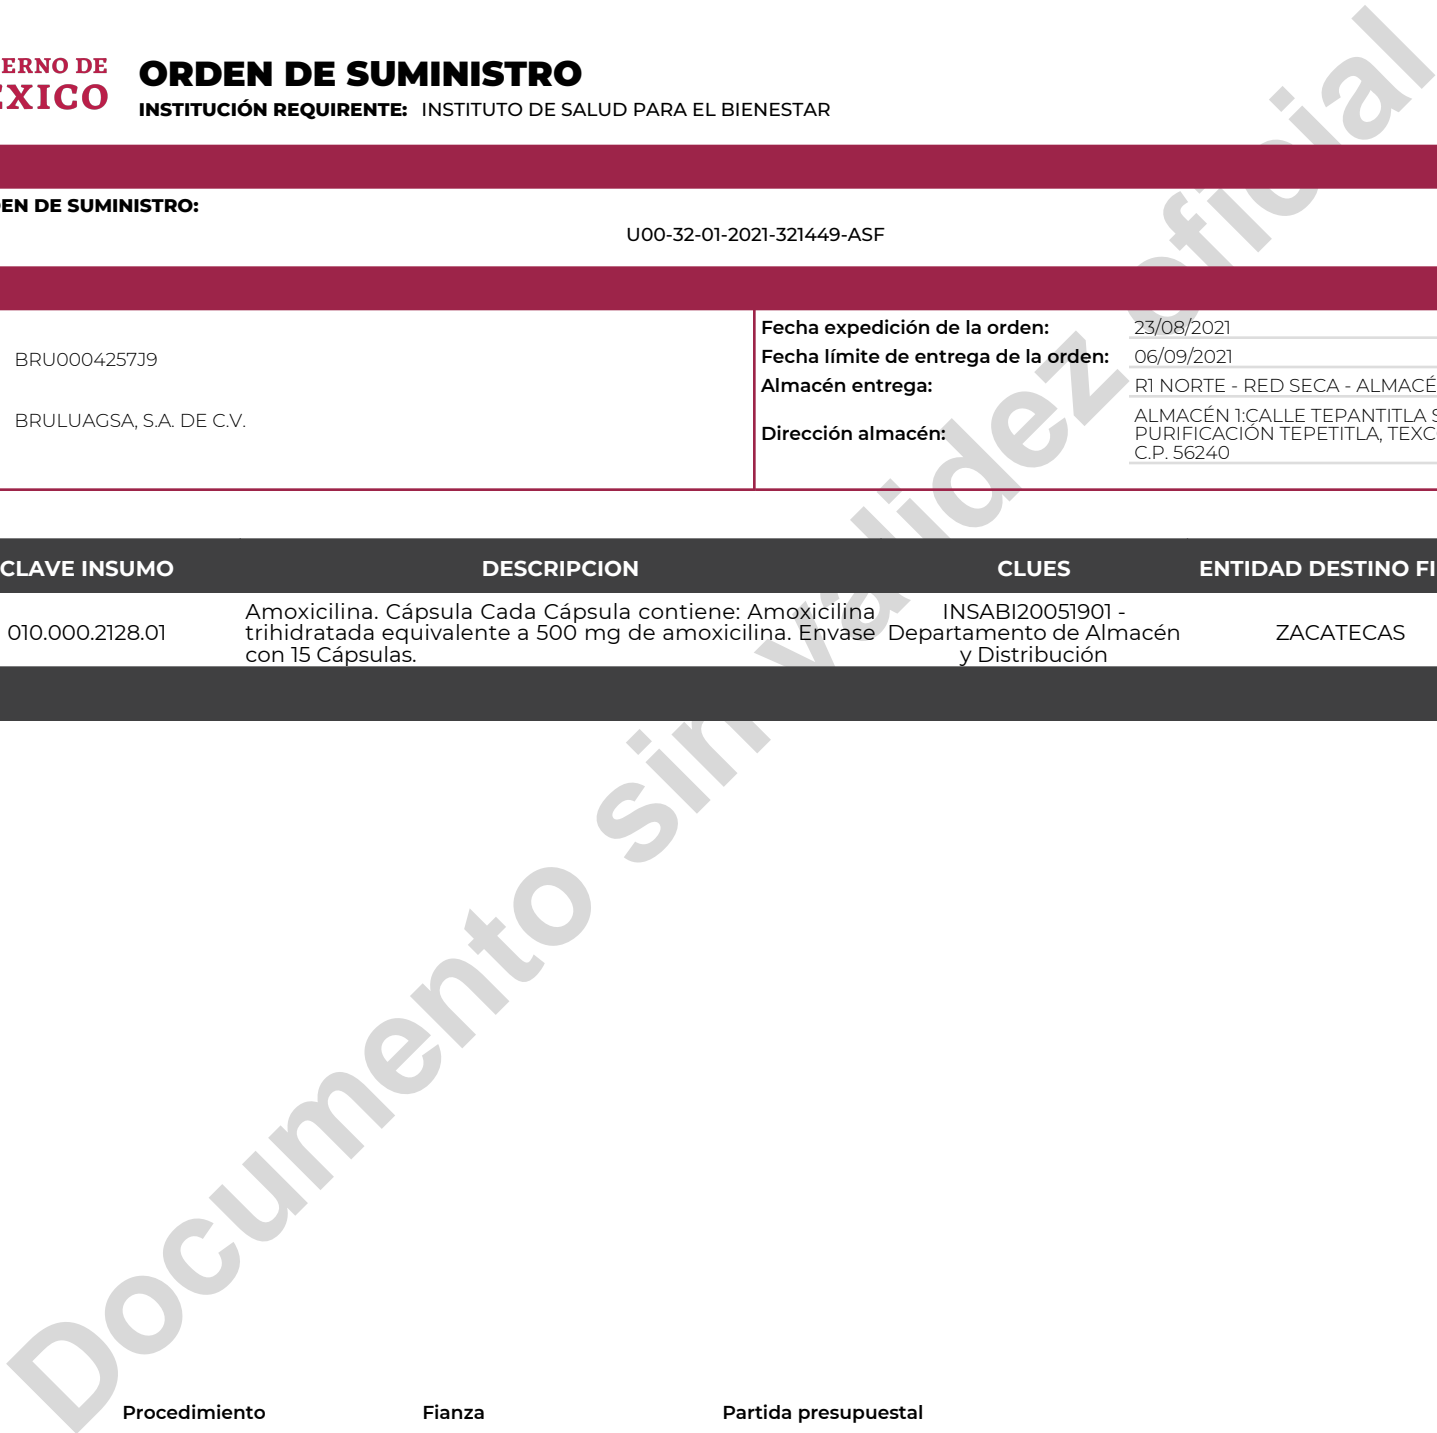 ERNO DE
XICO
ORDEN DE SUMINISTRO
INSTITUCIÓN REQUIRENTE: INSTITUTO DE SALUD PARA EL BIENESTAR
EN DE SUMINISTRO:
U00-32-01-2021-321449-ASF
BRU0004257J9
BRULUAGSA, S.A. DE C.V.
Fecha expedición de la orden: 23/08/2021
Fecha límite de entrega de la orden: 06/09/2021
Almacén entrega: R1 NORTE - RED SECA - ALMACÉ
Dirección almacén:
ALMACÉN 1:CALLE TEPANTITLA S
PURIFICACIÓN TEPETITLA, TEXC
C.P. 56240
CLAVE INSUMO DESCRIPCION CLUES ENTIDAD DESTINO FI
010.000.2128.01
Amoxicilina. Cápsula Cada Cápsula contiene: Amoxicilina
trihidratada equivalente a 500 mg de amoxicilina. Envase
con 15 Cápsulas.
INSABI20051901 -
Departamento de Almacén
y Distribución
ZACATECAS
Documento sin validez oficial
Procedimiento Fianza Partida presupuestal